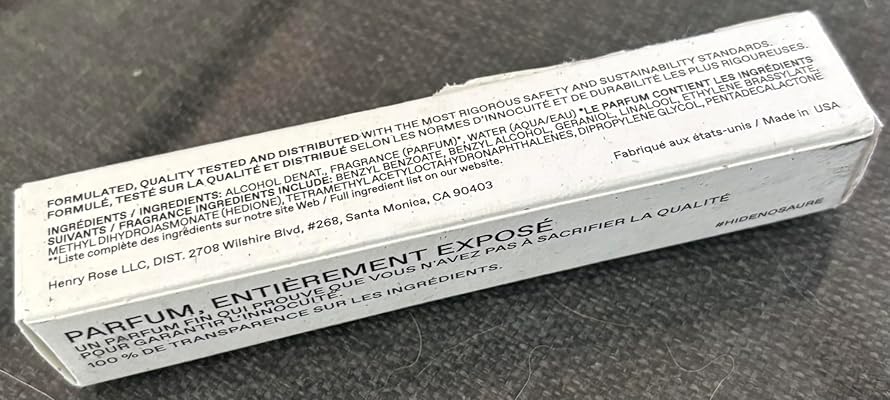 FORMULATED, QUALITY TESTED AND DISTRIBUTED WITH THE MOST RIGOROUS SAFETY AND SUSTAINABILITY STANDARDS.
FORMULÉ, TESTÉ SUR LA QUALITÉ ET DISTRIBUÉ SELON LES NORMES D'INNOCUITÉ ET DE DURABILITÉ LES PLUS RIGOUREUSES.
INGRÉDIENTS / INGREDIENTS: ALCOHOL DENAT., FRAGRANCE (PARFUM)*, WATER (AQUA/EAU) *LE PARFUM CONTIENT LES INGRÉDIENTS
SUIVANTS / FRAGRANCE INGREDIENTS INCLUDE: BENZYL BENZOATE, BENZYL ALCOHOL, GERANIOL, LINALOOL, ETHYLENE BRASSYLATE,
METHYL DIHYDROJASMONATE (HEDIONE), TETRAMETHYL ACETYLOCTAHYDRONAPHTHALENES, DIPROPYLENE GLYCOL, PENTADECALACTONE
**Liste complète des ingrédients sur notre site Web / Full ingredient list on our website.
Fabriqué aux états-unis / Made in USA
Henry Rose LLC, DIST. 2708 Wilshire Blvd, #268, Santa Monica, CA 90403
PARFUM, ENTIÈREMENT EXPOSÉ
UN PARFUM FIN QUI PROUVE QUE VOUS N'AVEZ PAS À SACRIFIER LA QUALITÉ
POUR GARANTIR L'INNOCUITÉ.
100 % DE TRANSPARENCE SUR LES INGRÉDIENTS.
#HIDENOSAURE